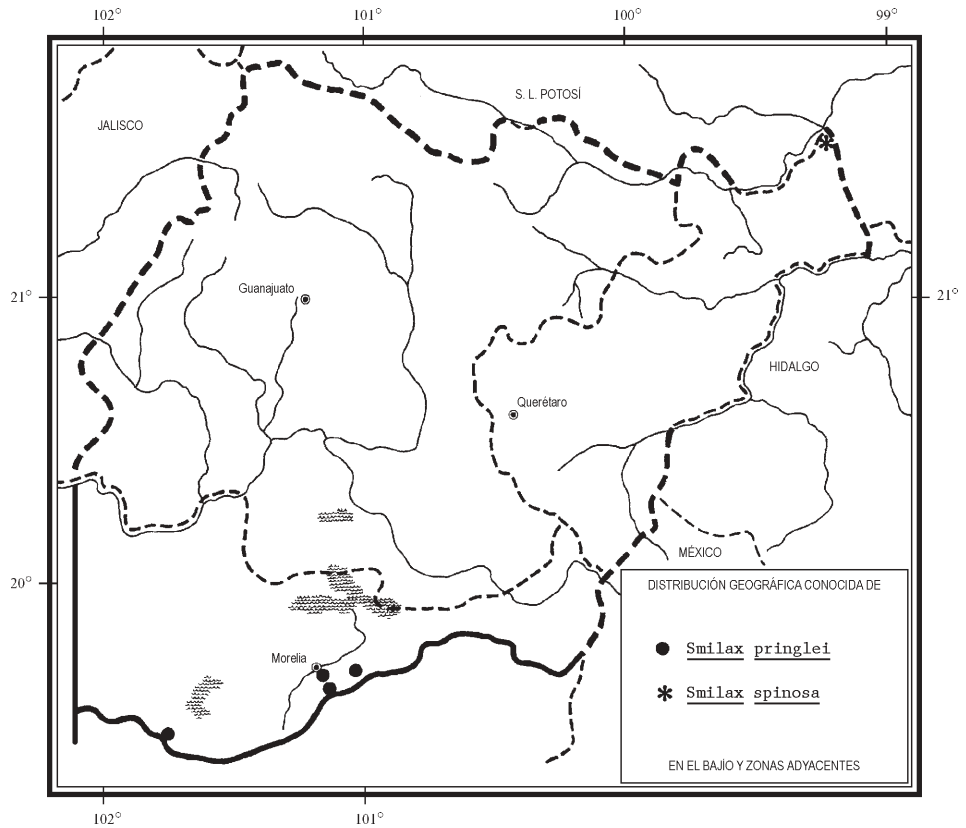 102°
101°
100°
99°
S. L. POTOSÍ
JALISCO
Guanajuato
21°
21°
HIDALGO
Querétaro
MÉXICO
20°
DISTRIBUCIÓN GEOGRÁFICA CONOCIDA DE
Smilax pringlei
Morelia
Smilax spinosa
EN EL BAJÍO Y ZONAS ADYACENTES
102°
101°